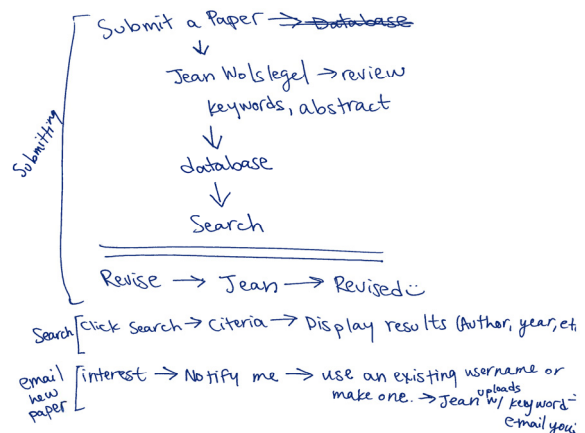 Submit a Paper → Database
Jean Wolslegel → review
keywords, abstract
database
Search
Submitting
Revise → Jean → Revised
Search
Click Search → Citeria → Display results (Author, year, et
email
new
paper
interest → Notify me → use an existing username or
make one. → Jean uploads w/ keyword
email you